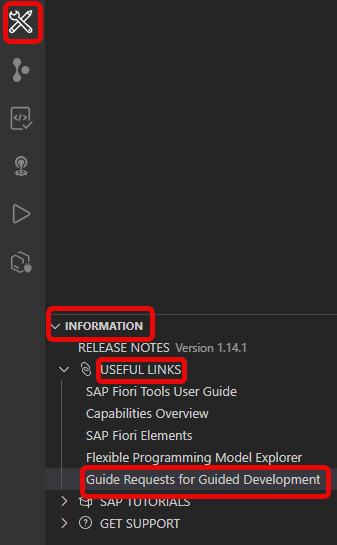 INFORMATION
RELEASE NOTES Version 1.14.1
USEFUL LINKS
SAP Fiori Tools User Guide
Capabilities Overview
SAP Fiori Elements
Flexible Programming Model Explorer
Guide Requests for Guided Development
SAP TUTORIALS
GET SUPPORT